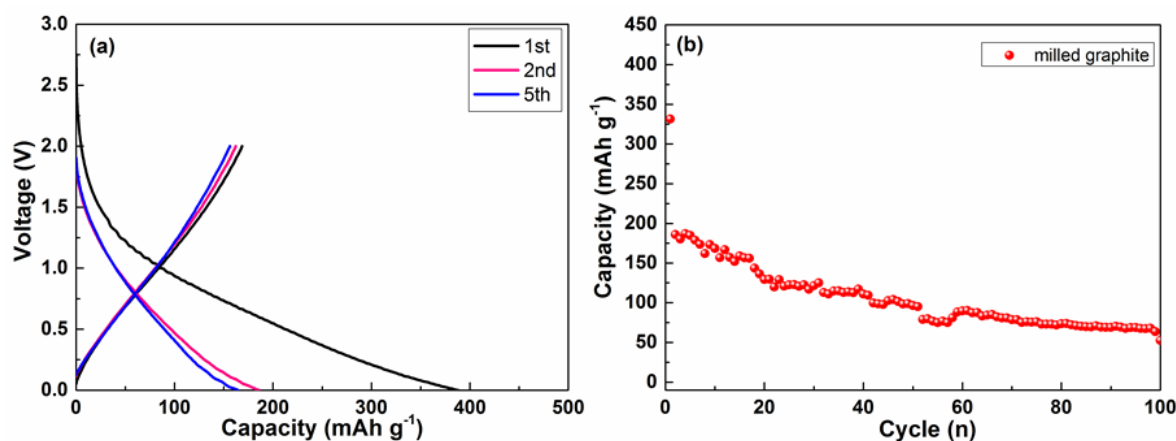 (a)
1st
2nd
5th
Voltage (V)
3.0
2.5
2.0
1.5
1.0
0.5
0.0
0 100 200 300 400 500
Capacity (mAh g⁻¹)
(b)
milled graphite
Capacity (mAh g⁻¹)
450
400
350
300
250
200
150
100
50
0
0 20 40 60 80 100
Cycle (n)